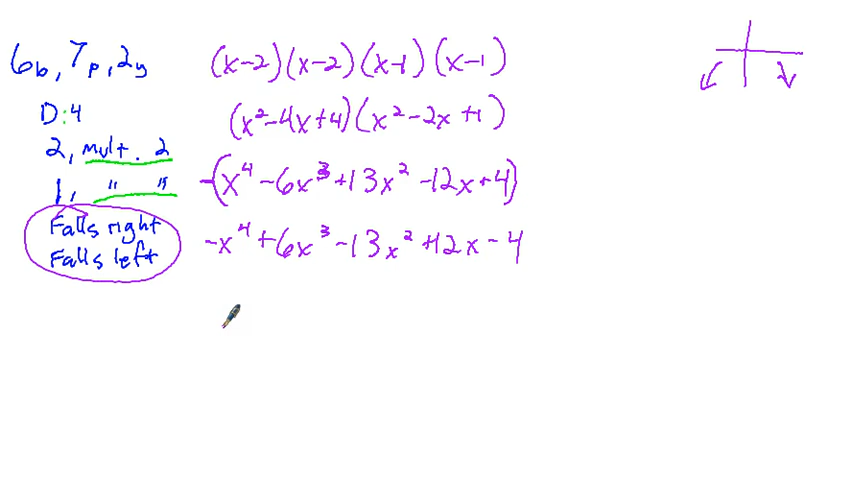 6b, 7p, 2y
(x-2)(x-2)(x-1)(x-1)
D:4
(x²-4x+4)(x²-2x+1)
2, mult. 2
-(x⁴-6x³+13x²-12x+4)
1, " "
Falls right
-x⁴+6x³-13x²+12x-4
Falls left